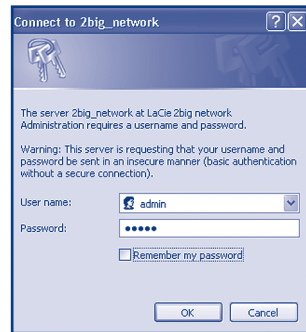 Connect to 2big_network
The server 2big_network at LaCie 2big network
Administration requires a username and password.
Warning: This server is requesting that your username and
password be sent in an insecure manner (basic authentication
without a secure connection).
User name:
admin
Password:
•••••
Remember my password
OK
Cancel